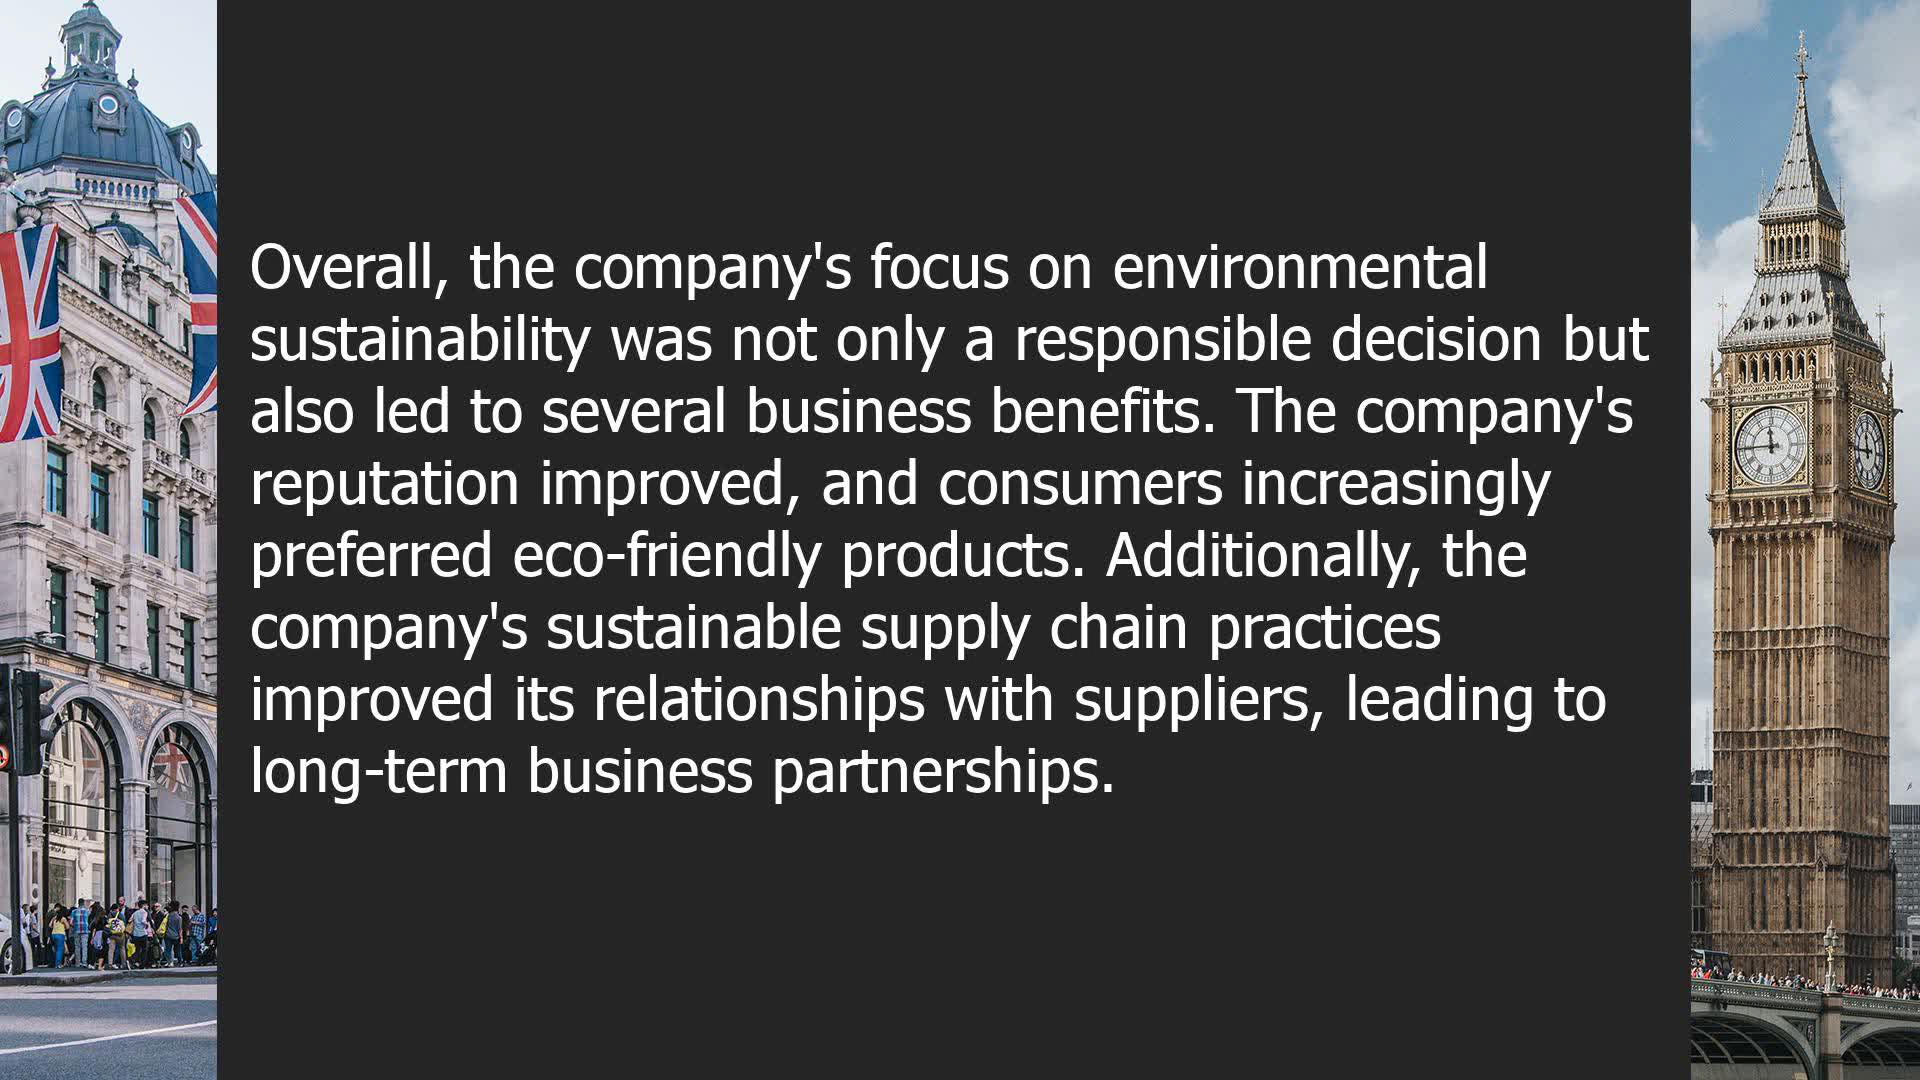 Overall, the company's focus on environmental
sustainability was not only a responsible decision but
also led to several business benefits. The company's
reputation improved, and consumers increasingly
preferred eco-friendly products. Additionally, the
company's sustainable supply chain practices
improved its relationships with suppliers, leading to
long-term business partnerships.